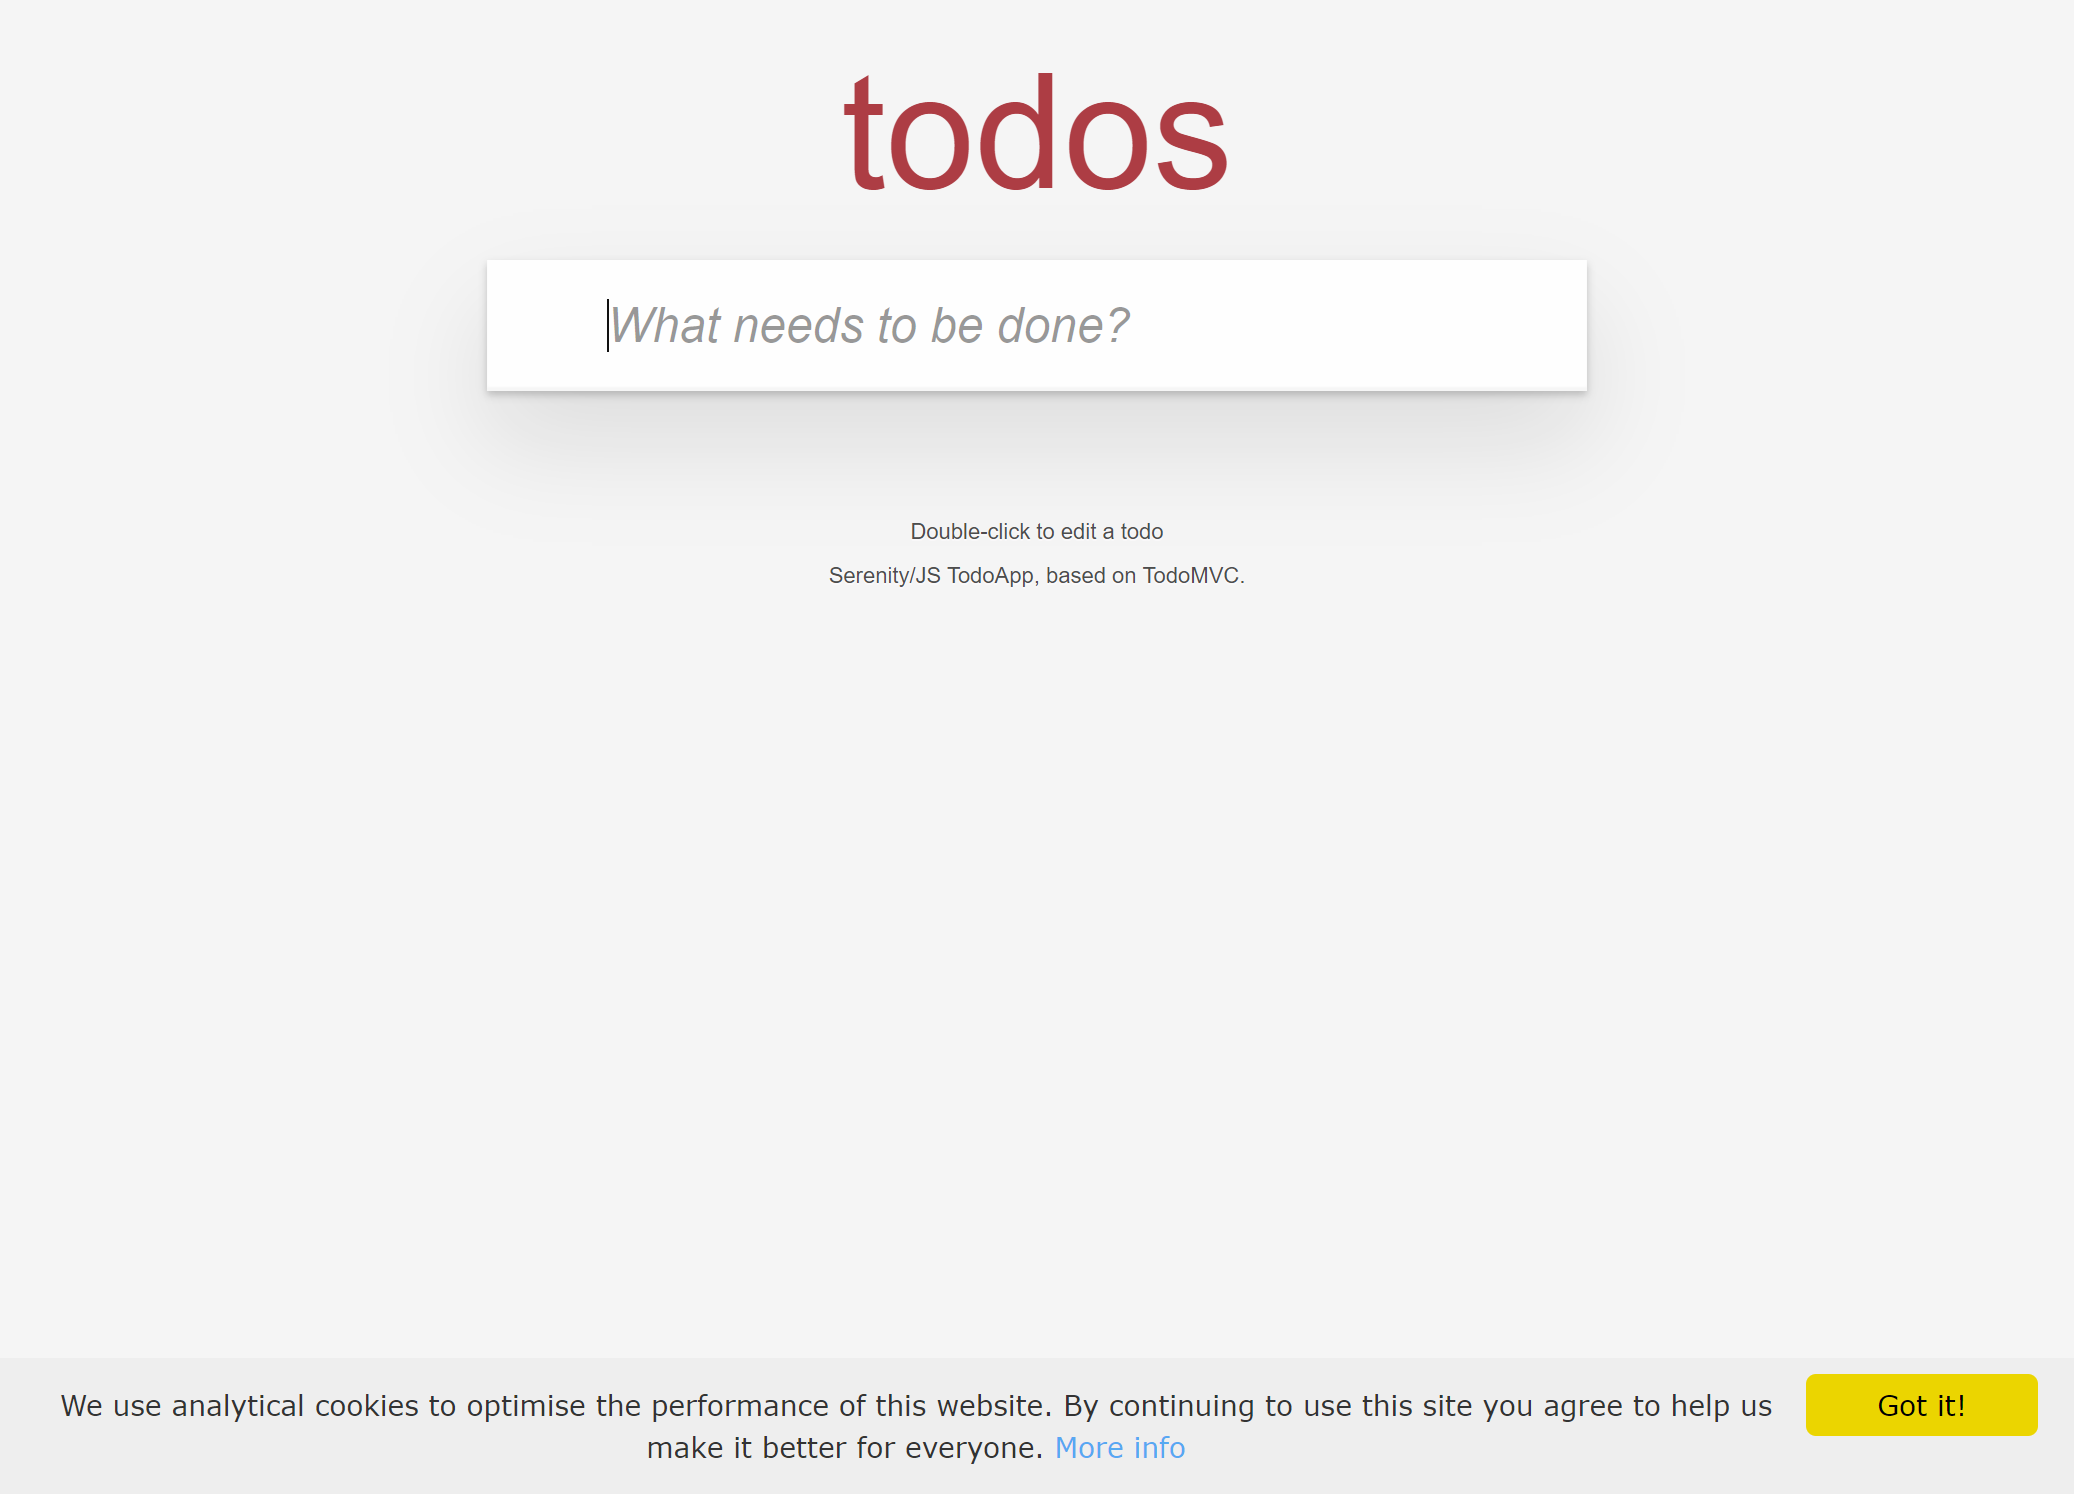 todos
What needs to be done?
Double-click to edit a todo
Serenity/JS TodoApp, based on TodoMVC.
We use analytical cookies to optimise the performance of this website. By continuing to use this site you agree to help us
make it better for everyone. More info
Got it!